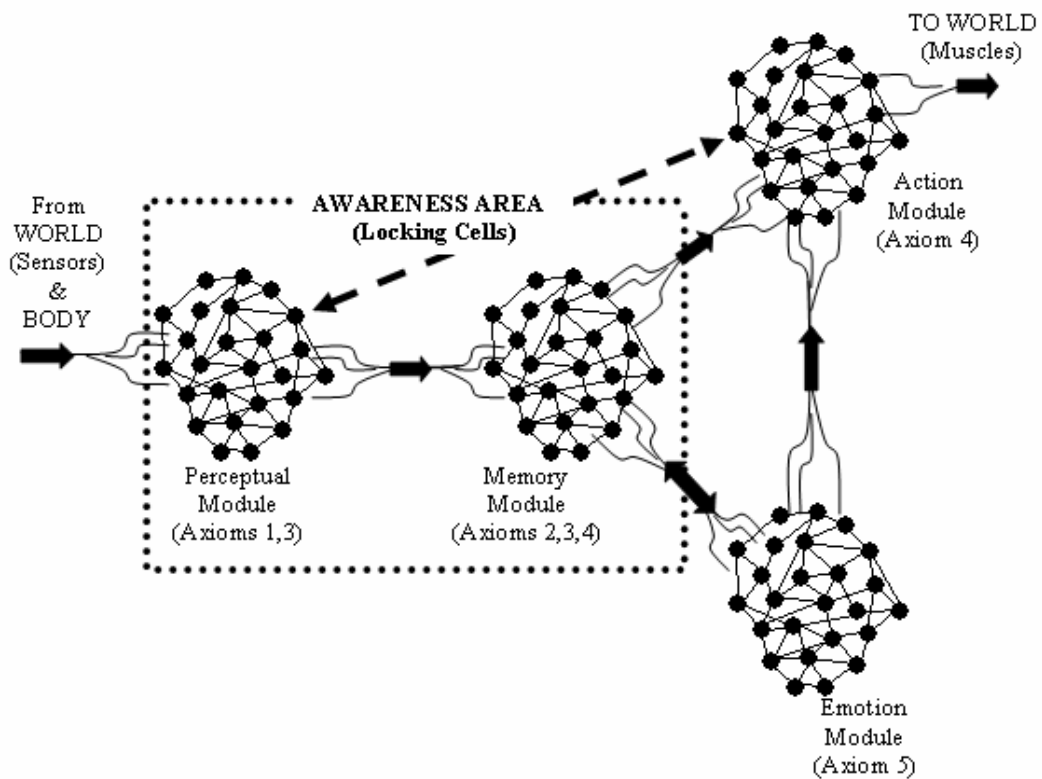 TO WORLD
(Muscles)
Action
Module
(Axiom 4)
AWARENESS AREA
(Locking Cells)
From
WORLD
(Sensors)
&
BODY
Perceptual
Module
(Axioms 1,3)
Memory
Module
(Axioms 2,3,4)
Emotion
Module
(Axiom 5)